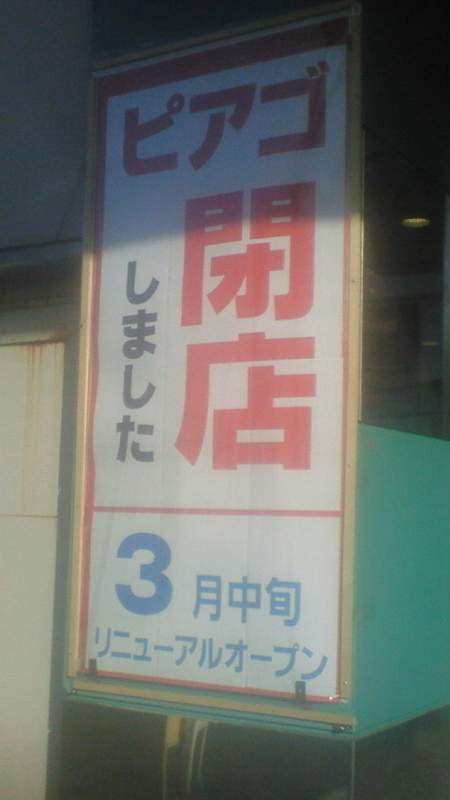 ピアゴ
閉店
しました
3月中旬
リニューアルオープン